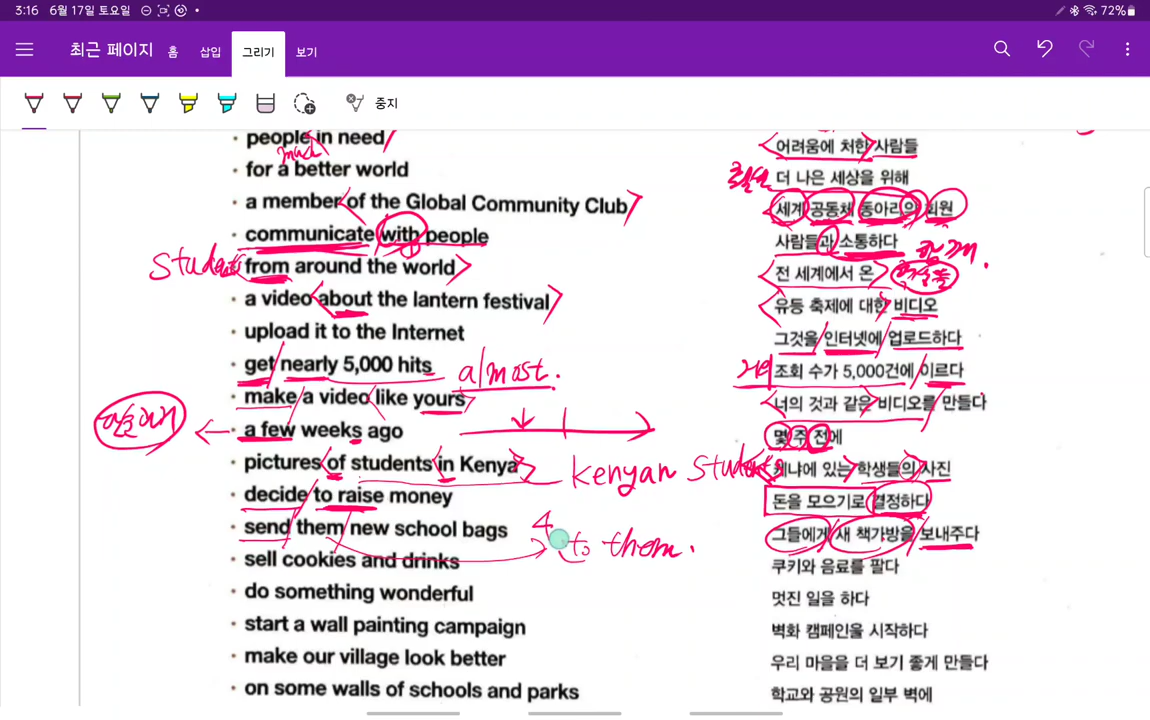 3:16 6월 17일 토요일 72%
최근 페이지 홈 삽입 그리기 보기
중지
· people in need 어려움에 처한 사람들
much
· for a better world 더 나은 세상을 위해
· a member of the Global Community Club 세계 공동체 동아리의 회원
· communicate with people 사람들과 소통하다
student from around the world 전 세계에서 온
· a video about the lantern festival 유등 축제에 대한 비디오
· upload it to the Internet 그것을 인터넷에 업로드하다
· get nearly 5,000 hits almost. 거의 조회 수가 5,000건에 이르다
· make a video like yours 너의 것과 같은 비디오를 만들다
· a few weeks ago 몇 주 전에
· pictures of students in Kenya Kenyan students 케냐에 있는 학생들의 사진
· decide to raise money 돈을 모으기로 결정하다
· send them new school bags 4 to them. 그들에게 새 책가방을 보내주다
· sell cookies and drinks 쿠키와 음료를 팔다
· do something wonderful 멋진 일을 하다
· start a wall painting campaign 벽화 캠페인을 시작하다
· make our village look better 우리 마을을 더 보기 좋게 만들다
· on some walls of schools and parks 학교와 공원의 일부 벽에